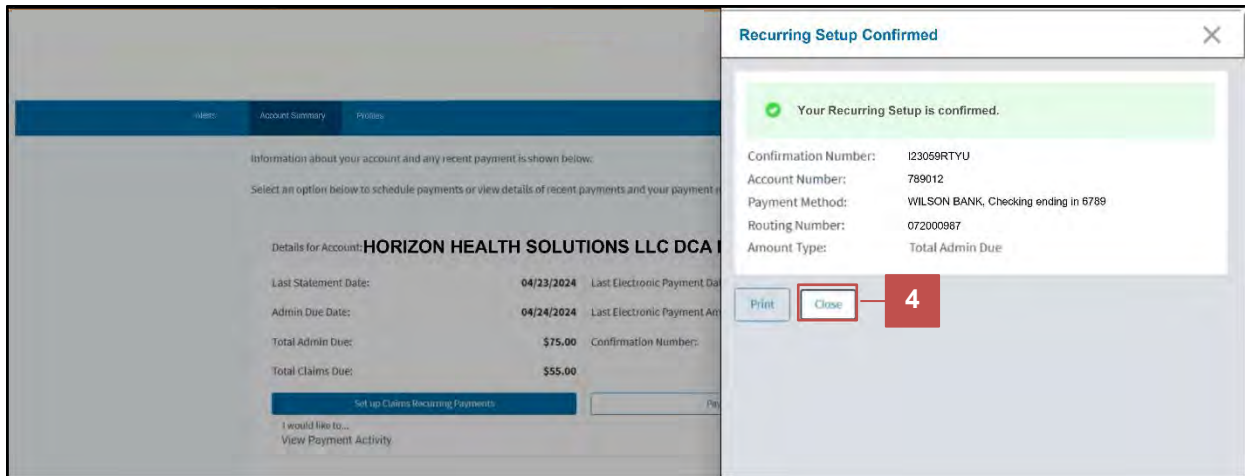 Recurring Setup Confirmed
Your Recurring Setup is confirmed.
Confirmation Number: I23059RTYU
Account Number: 789012
Payment Method: WILSON BANK, Checking ending in 6789
Routing Number: 072000987
Amount Type: Total Admin Due
Print Close 4
Account Summary Profiles
Information about your account and any recent payment is shown below.
Select an option below to schedule payments or view details of recent payments and your payment
Details for Account: HORIZON HEALTH SOLUTIONS LLC DCA
Last Statement Date: 04/23/2024 Last Electronic Payment
Admin Due Date: 04/24/2024 Last Electronic Payment
Total Admin Due: $75.00 Confirmation Number:
Total Claims Due: $55.00
Set up Claims Recurring Payments
I would like to...
View Payment Activity